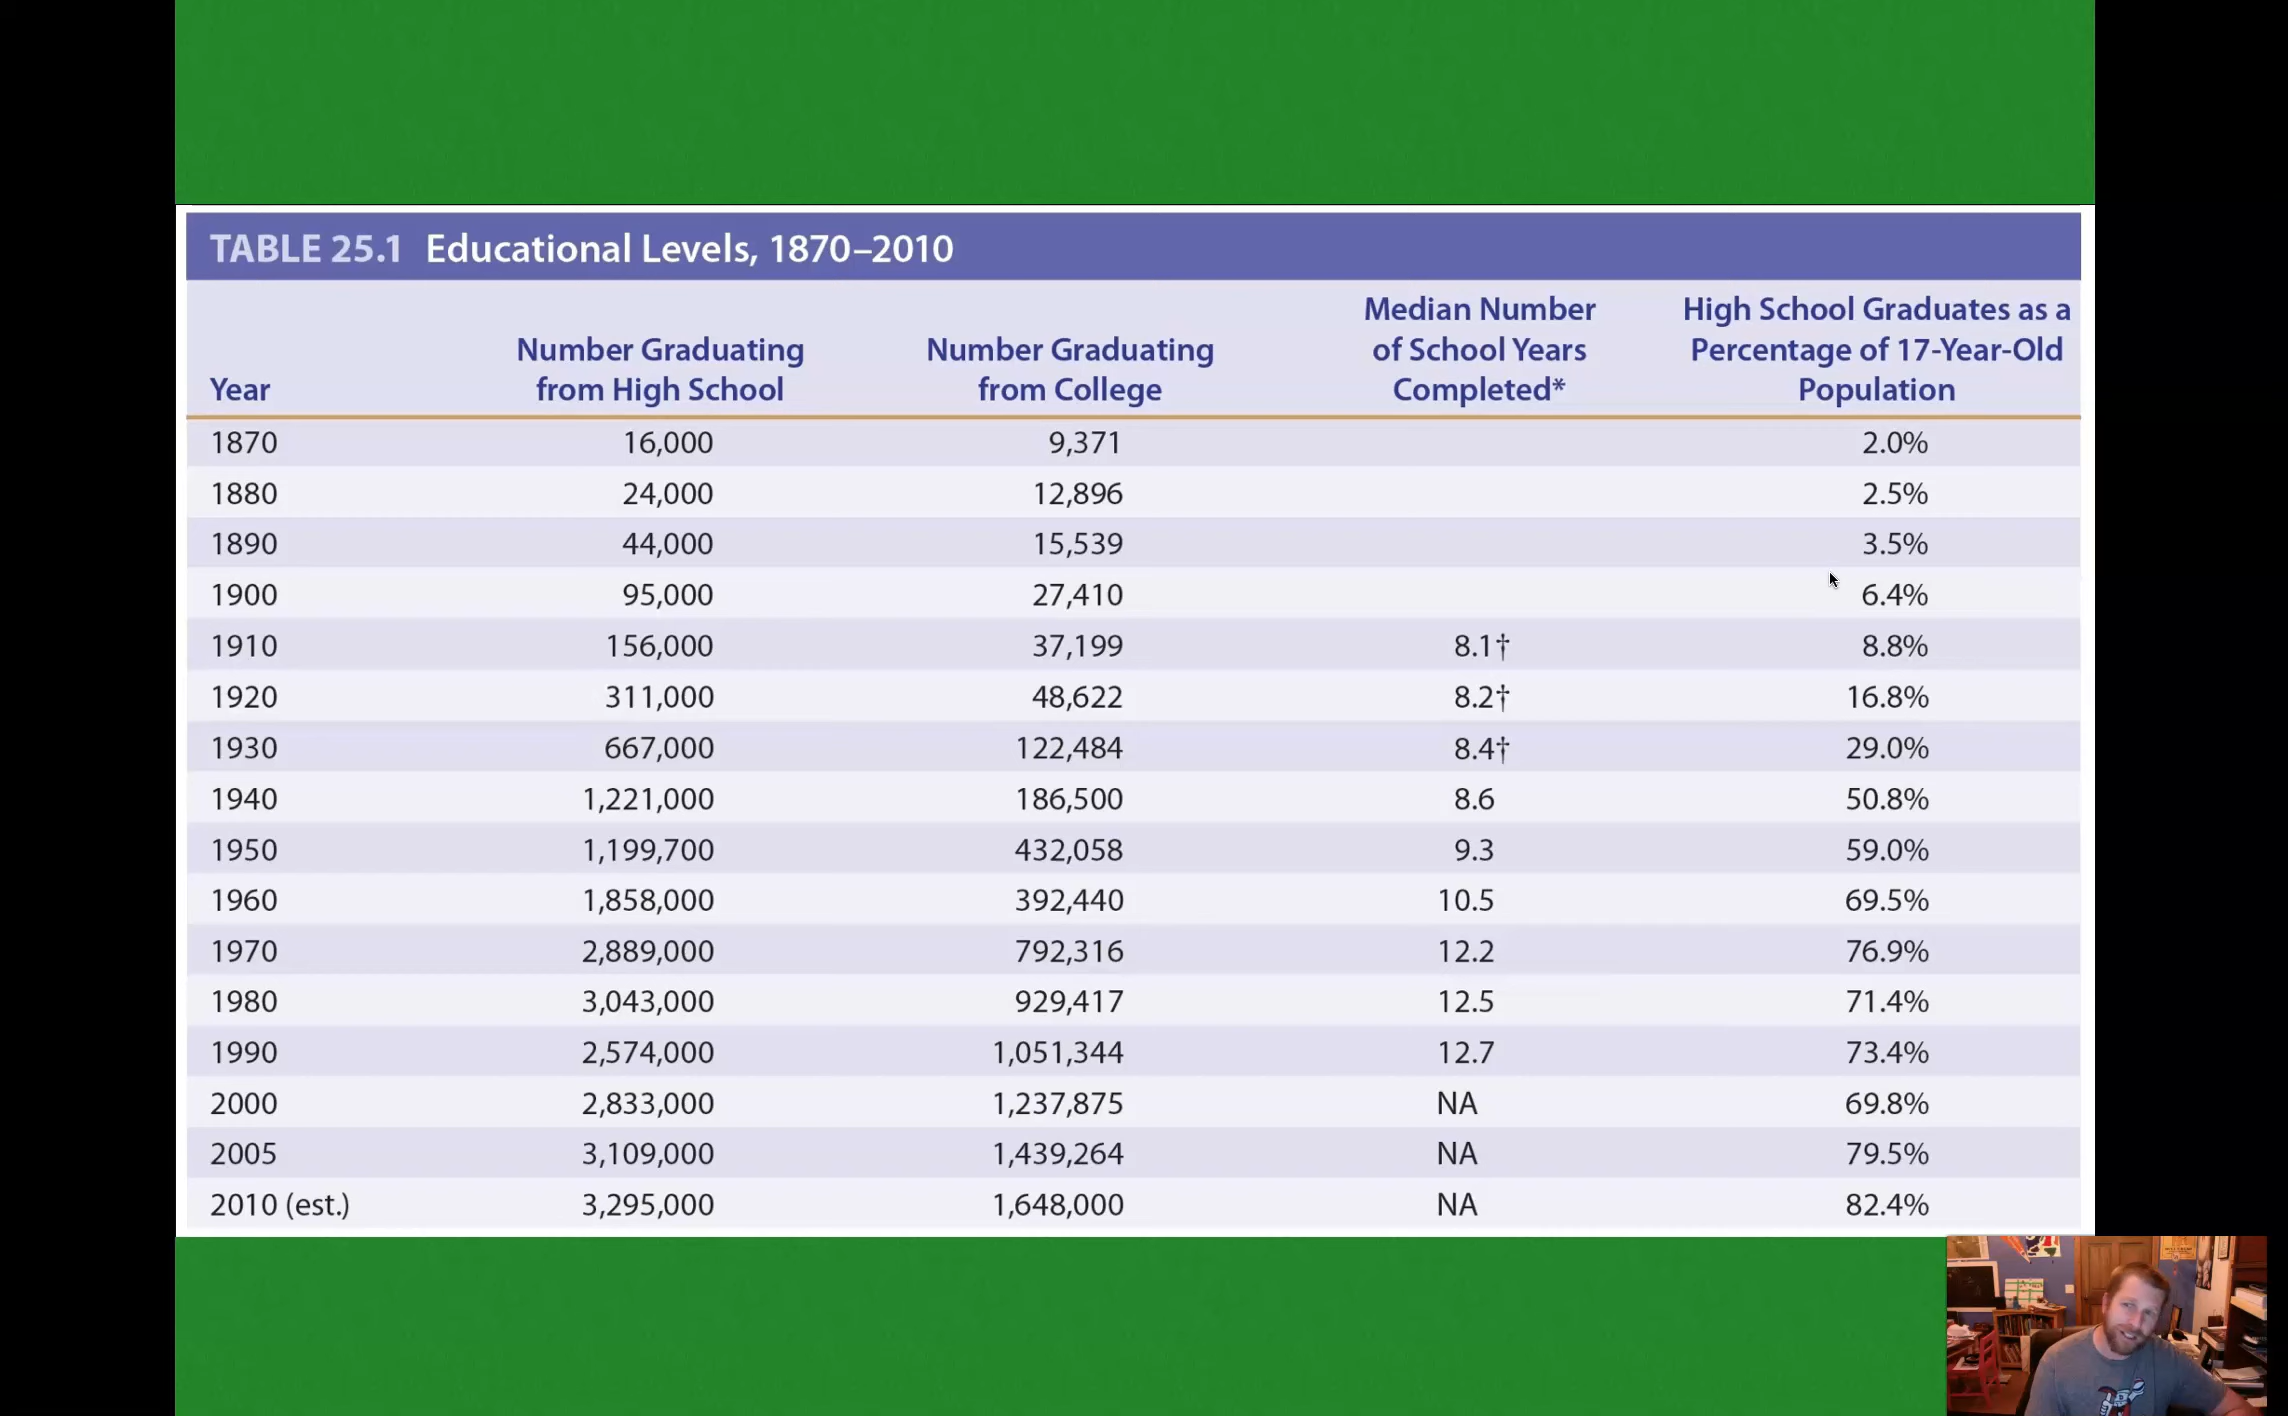 TABLE 25.1 Educational Levels, 1870–2010
Year Number Graduating from High School Number Graduating from College Median Number of School Years Completed* High School Graduates as a Percentage of 17-Year-Old Population
1870 16,000 9,371 2.0%
1880 24,000 12,896 2.5%
1890 44,000 15,539 3.5%
1900 95,000 27,410 6.4%
1910 156,000 37,199 8.1† 8.8%
1920 311,000 48,622 8.2† 16.8%
1930 667,000 122,484 8.4† 29.0%
1940 1,221,000 186,500 8.6 50.8%
1950 1,199,700 432,058 9.3 59.0%
1960 1,858,000 392,440 10.5 69.5%
1970 2,889,000 792,316 12.2 76.9%
1980 3,043,000 929,417 12.5 71.4%
1990 2,574,000 1,051,344 12.7 73.4%
2000 2,833,000 1,237,875 NA 69.8%
2005 3,109,000 1,439,264 NA 79.5%
2010 (est.) 3,295,000 1,648,000 NA 82.4%